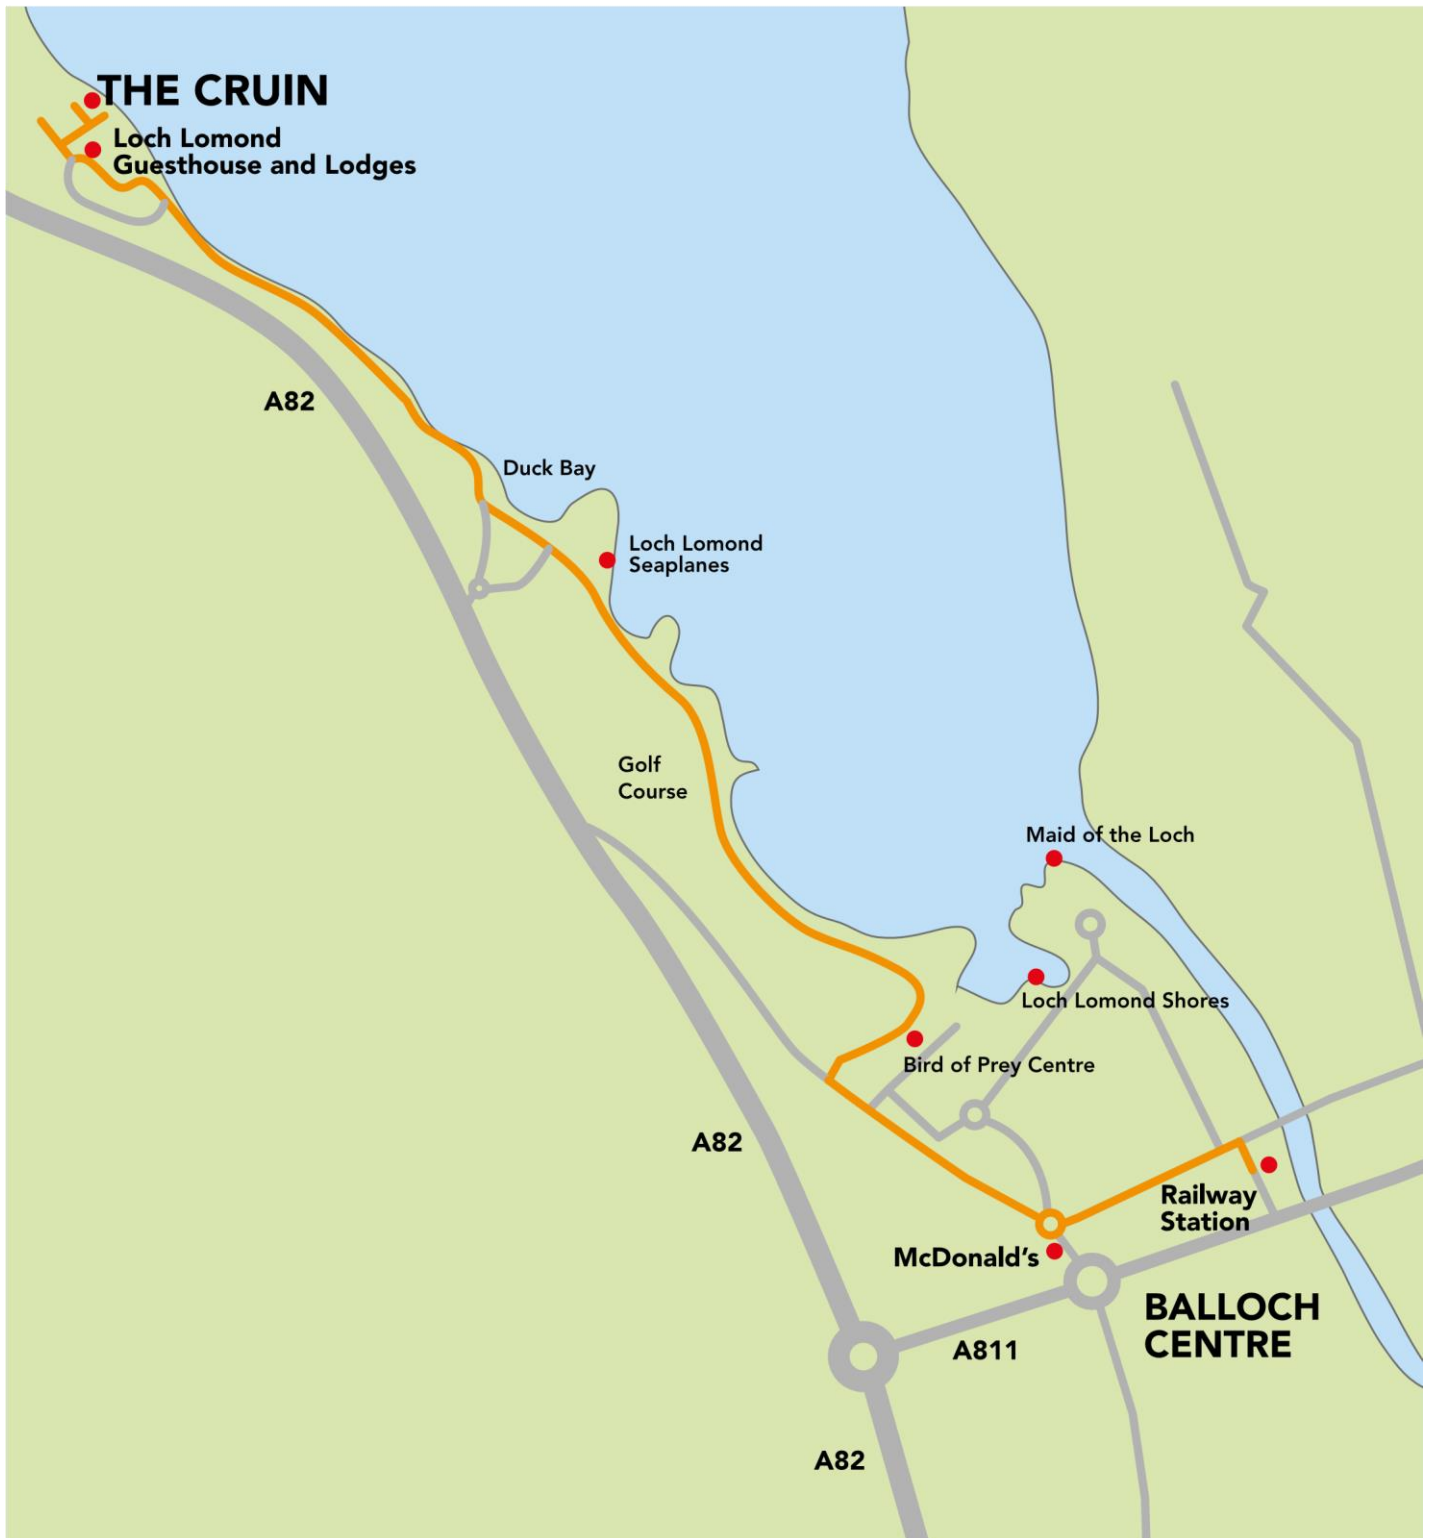 THE CRUIN
Loch Lomond
Guesthouse and Lodges
A82
Duck Bay
Loch Lomond
Seaplanes
Golf
Course
Maid of the Loch
Loch Lomond Shores
Bird of Prey Centre
A82
Railway
Station
McDonald's
BALLOCH
CENTRE
A811
A82